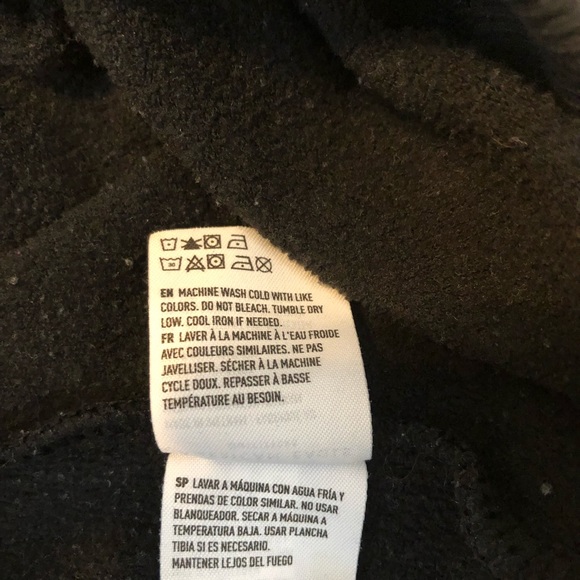 30
EN MACHINE WASH COLD WITH LIKE
COLORS. DO NOT BLEACH. TUMBLE DRY
LOW. COOL IRON IF NEEDED.
FR LAVER À LA MACHINE À L'EAU FROIDE
AVEC COULEURS SIMILAIRES. NE PAS
JAVELLISER. SÉCHER À LA MACHINE
CYCLE DOUX. REPASSER À BASSE
TEMPÉRATURE AU BESOIN.
SP LAVAR A MÁQUINA CON AGUA FRÍA Y
PRENDAS DE COLOR SIMILAR. NO USAR
BLANQUEADOR. SECAR A MÁQUINA A
TEMPERATURA BAJA. USAR PLANCHA
TIBIA SI ES NECESARIO.
MANTENER LEJOS DEL FUEGO